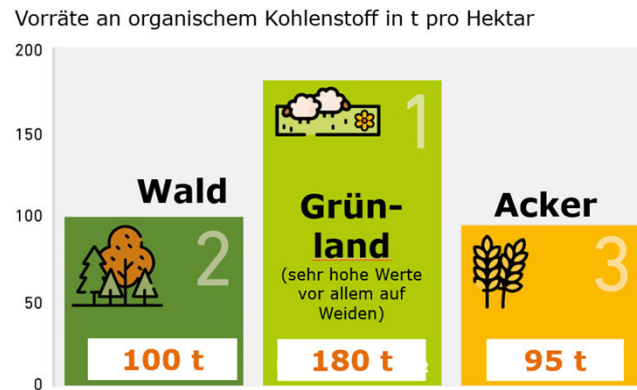 Vorräte an organischem Kohlenstoff in t pro Hektar
200
150
100
50
0
Wald
2
100 t
1
Grün-
land
(sehr hohe Werte
vor allem auf
Weiden)
180 t
Acker
3
95 t